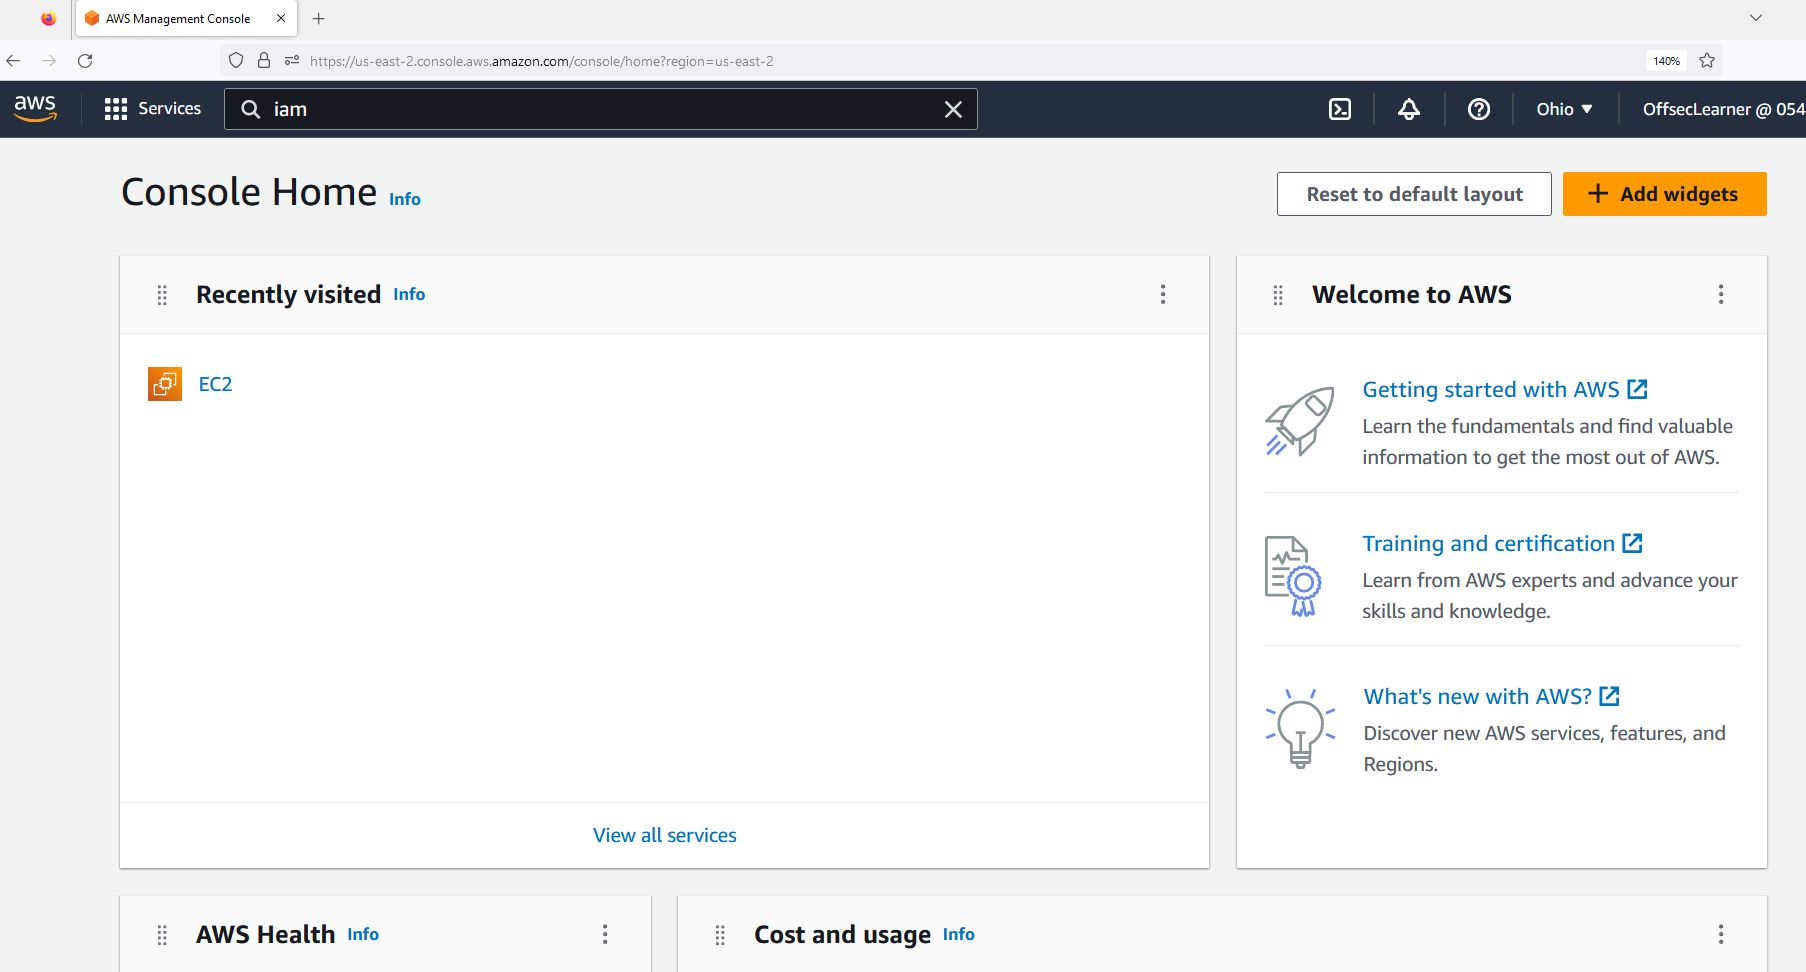 AWS Management Console
https://us-east-2.console.aws.amazon.com/console/home?region=us-east-2
140%
aws
Services
iam
Ohio
OffsecLearner @ 054
Console Home
Info
Reset to default layout
Add widgets
Recently visited
Info
Welcome to AWS
EC2
Getting started with AWS
Learn the fundamentals and find valuable
information to get the most out of AWS.
Training and certification
Learn from AWS experts and advance your
skills and knowledge.
What's new with AWS?
Discover new AWS services, features, and
Regions.
View all services
AWS Health
Info
Cost and usage
Info